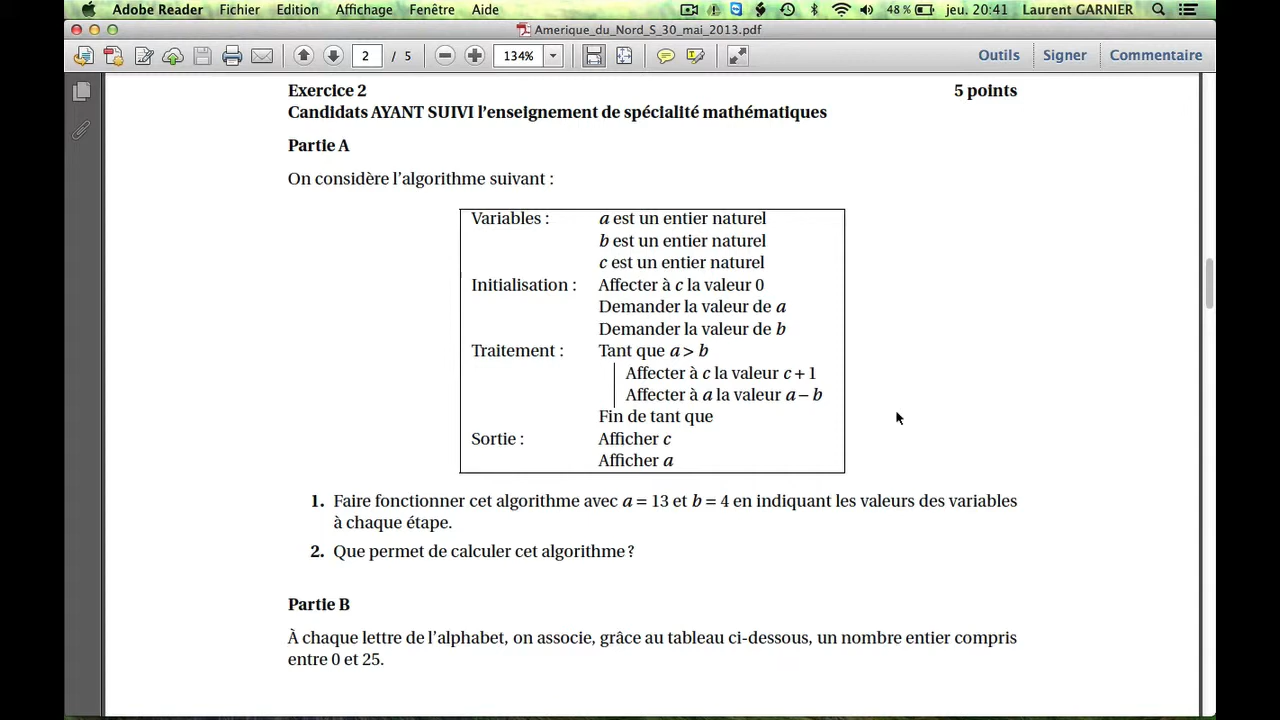 Adobe Reader Fichier Edition Affichage Fenêtre Aide 48 % jeu. 20:41 Laurent GARNIER
Amerique_du_Nord_S_30_mai_2013.pdf
2 / 5 134% Outils Signer Commentaire
Exercice 2 5 points
Candidats AYANT SUIVI l'enseignement de spécialité mathématiques
Partie A
On considère l'algorithme suivant :
Variables : a est un entier naturel
b est un entier naturel
c est un entier naturel
Initialisation : Affecter à c la valeur 0
Demander la valeur de a
Demander la valeur de b
Traitement : Tant que a > b
Affecter à c la valeur c + 1
Affecter à a la valeur a − b
Fin de tant que
Sortie : Afficher c
Afficher a
1. Faire fonctionner cet algorithme avec a = 13 et b = 4 en indiquant les valeurs des variables
à chaque étape.
2. Que permet de calculer cet algorithme ?
Partie B
À chaque lettre de l'alphabet, on associe, grâce au tableau ci-dessous, un nombre entier compris
entre 0 et 25.